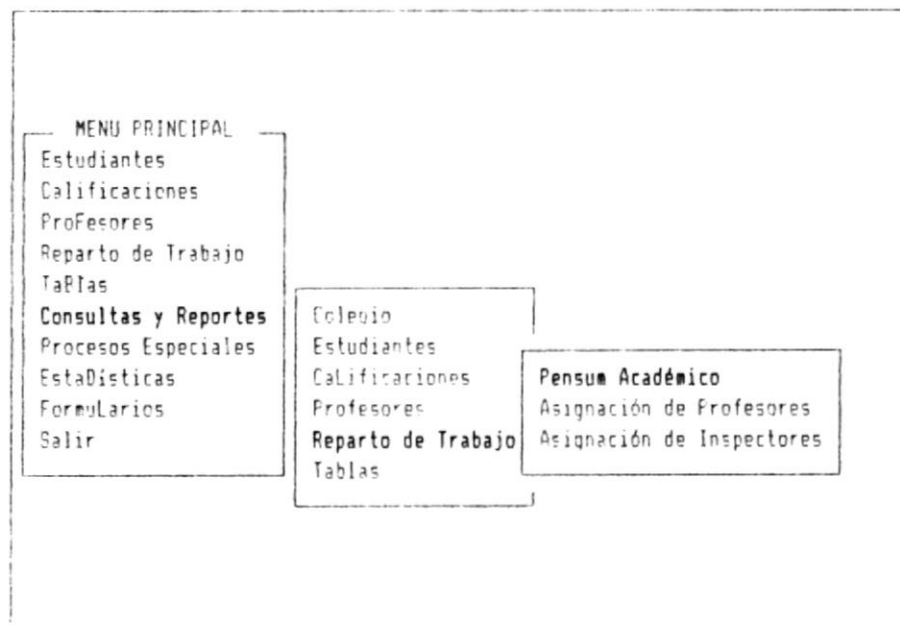 MENU PRINCIPAL
Estudiantes
Calificaciones
ProFesores
Reparto de Trabajo
TaBlas
Consultas y Reportes
Procesos Especiales
EstaDísticas
FormuLarios
Salir
Colegio
Estudiantes
CaLificaciones
Profesores
Reparto de Trabajo
Tablas
Pensum Académico
Asignación de Profesores
Asignación de Inspectores